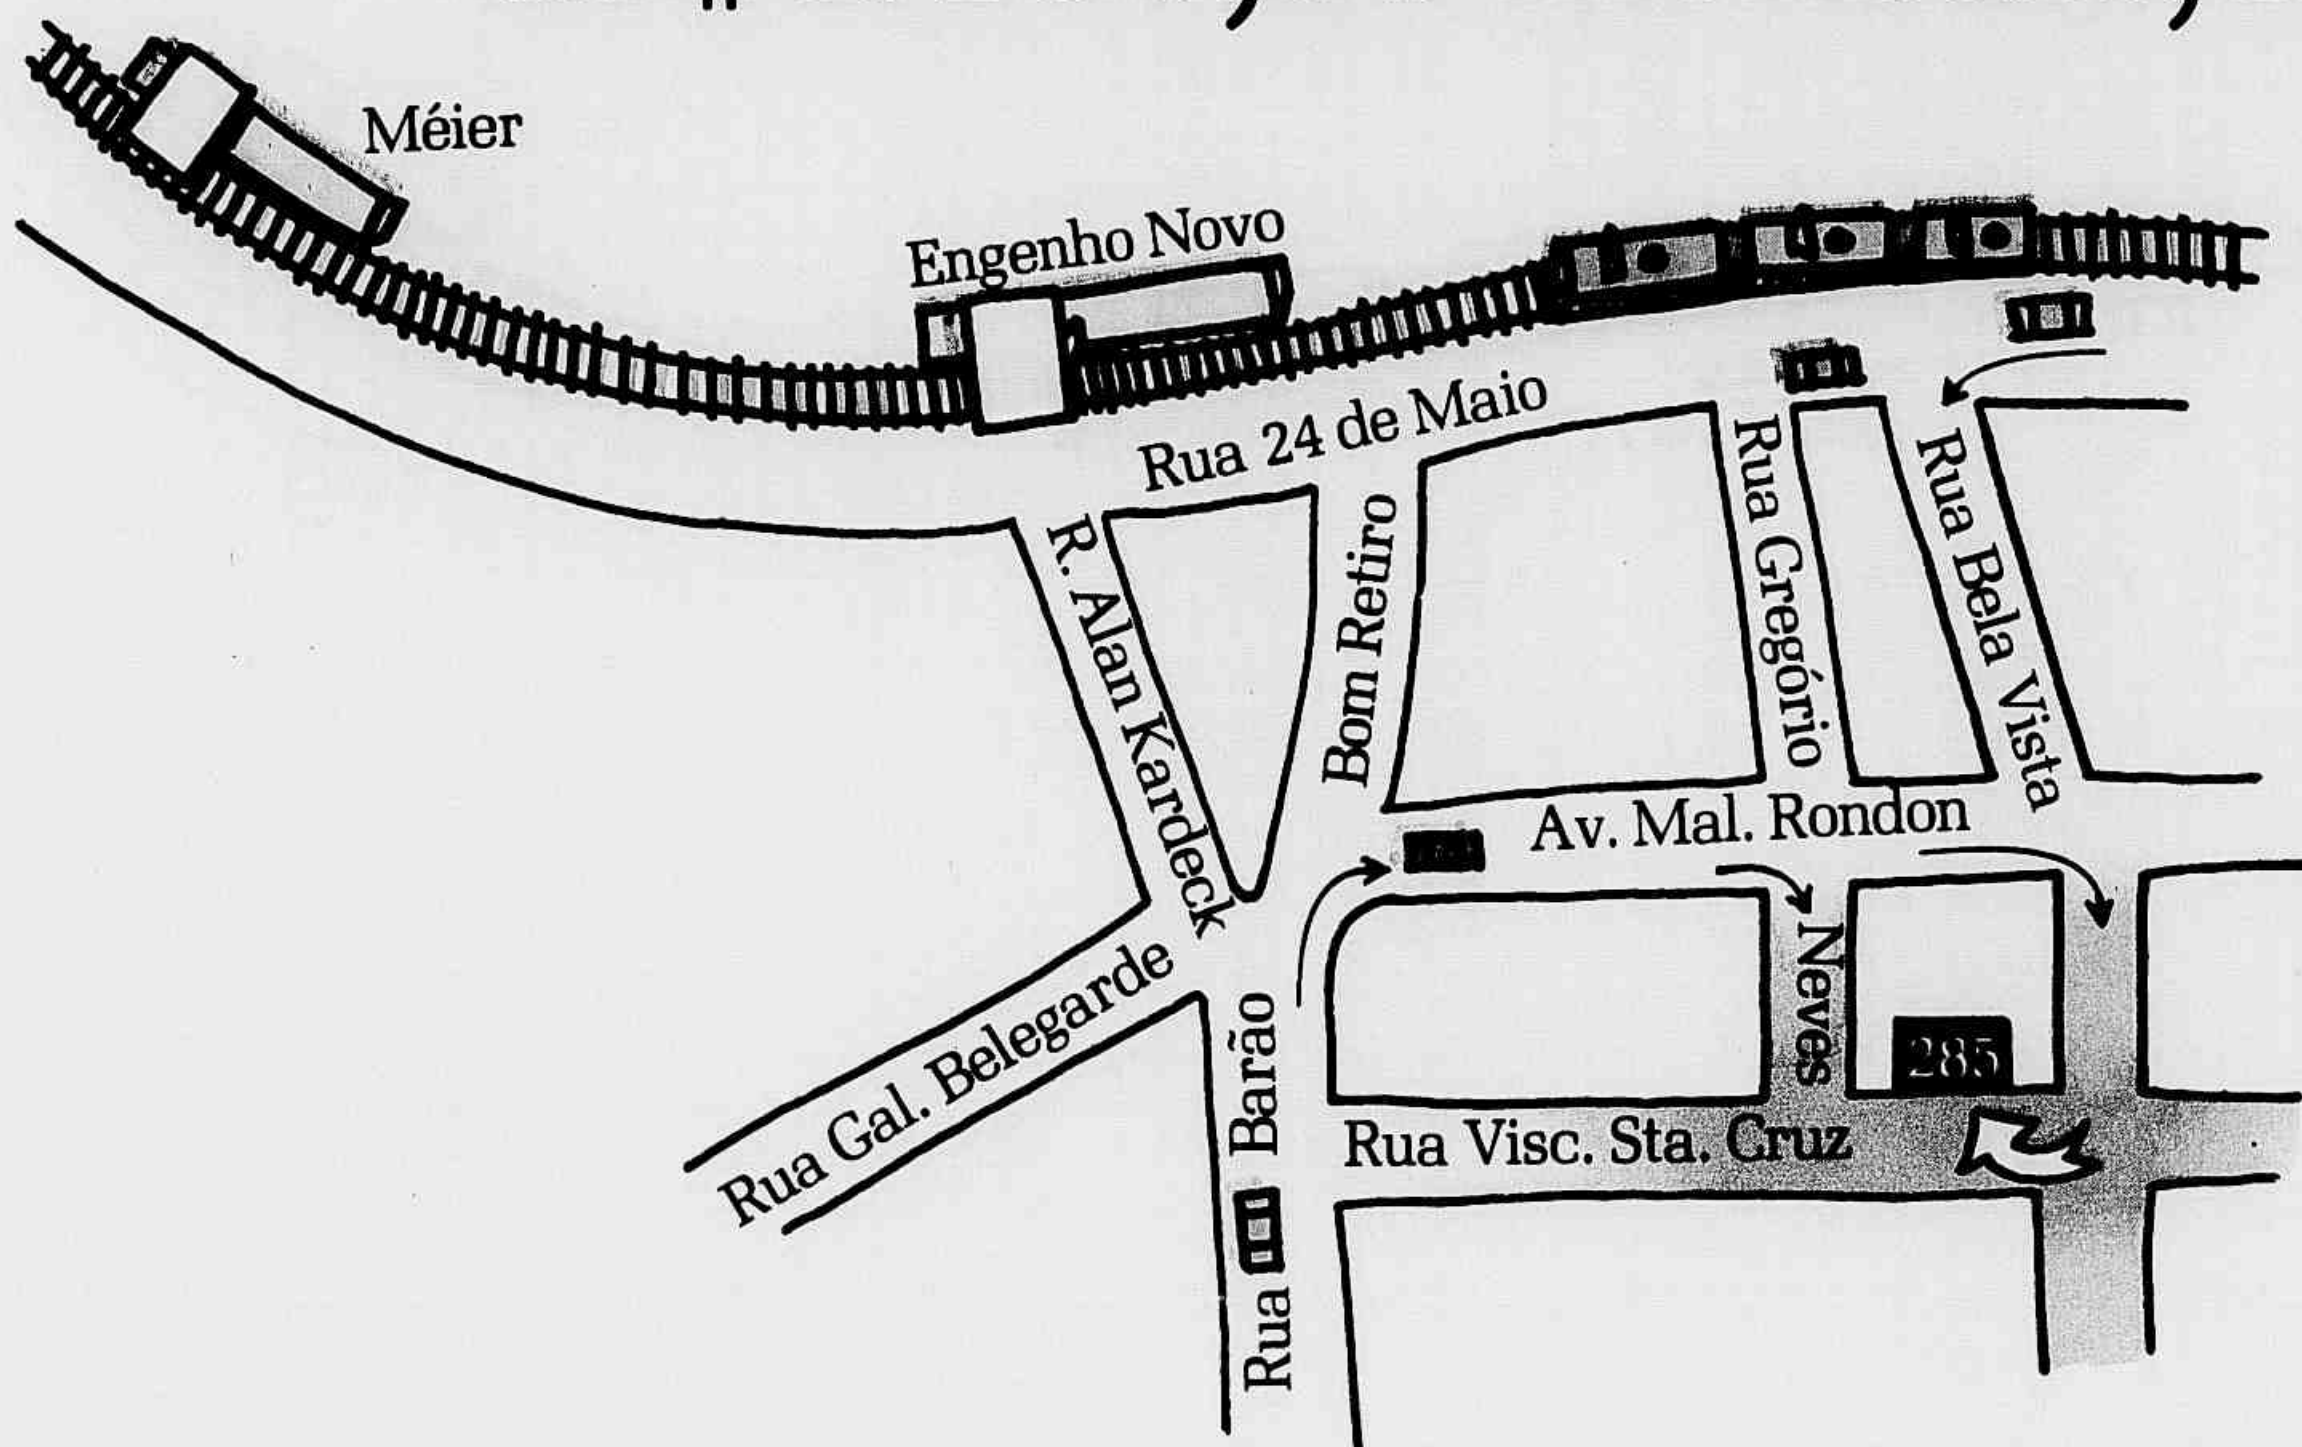 Méier
Engenho Novo
Rua 24 de Maio
R. Alan Kardeck
Bom Retiro
Rua Gregório
Rua Bela Vista
Av. Mal. Rondon
Neves
285
Rua Gal. Belegarde
Rua Barão
Rua Visc. Sta. Cruz